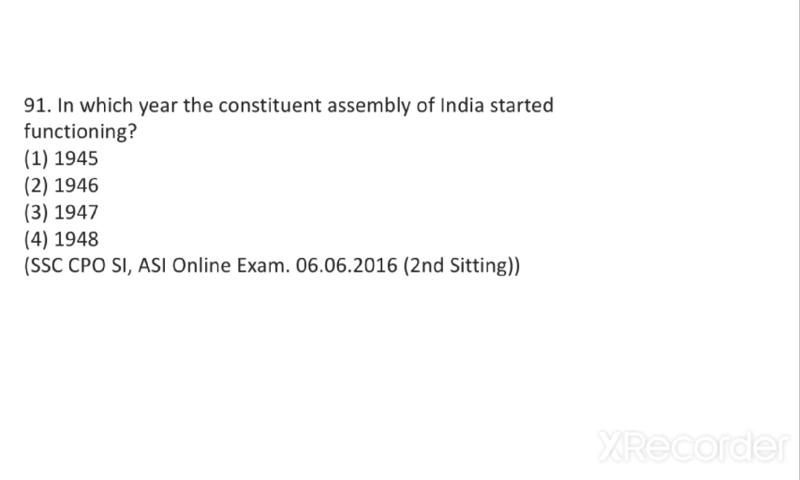 91. In which year the constituent assembly of India started
functioning?
(1) 1945
(2) 1946
(3) 1947
(4) 1948
(SSC CPO SI, ASI Online Exam. 06.06.2016 (2nd Sitting))
XRecorder